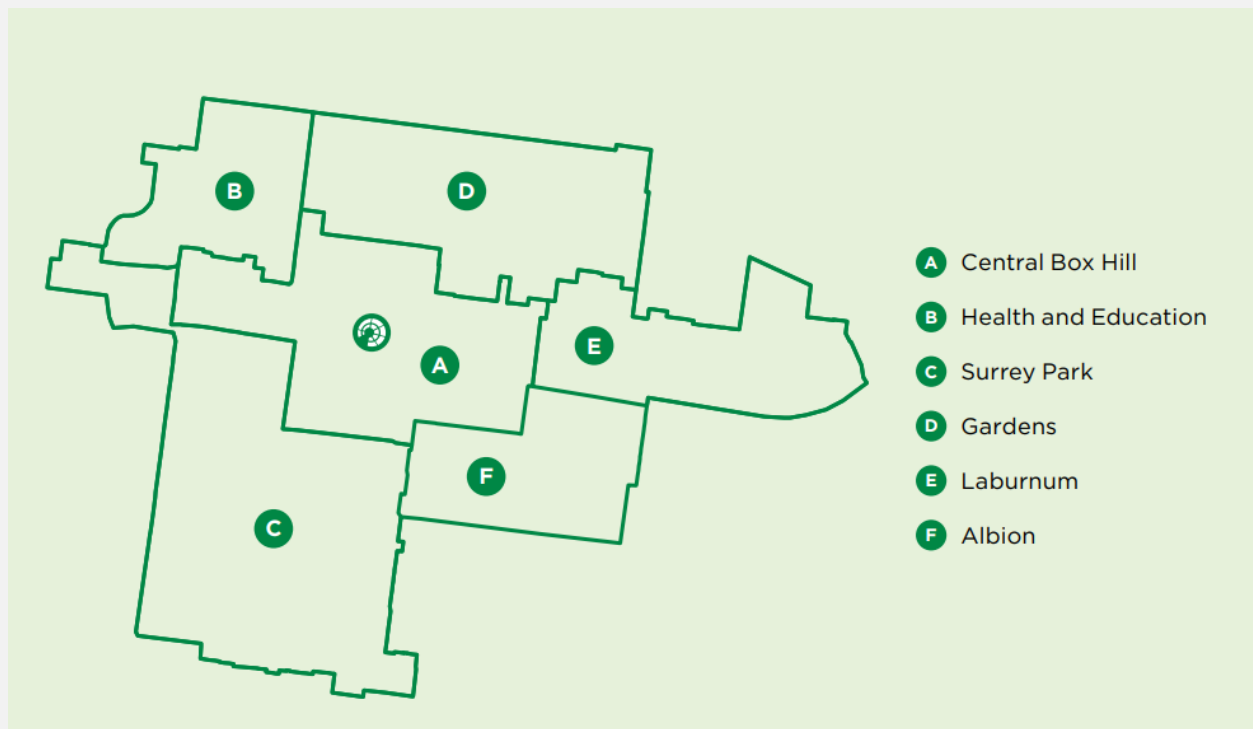 B
D
E
A
F
C
A Central Box Hill
B Health and Education
C Surrey Park
D Gardens
E Laburnum
F Albion